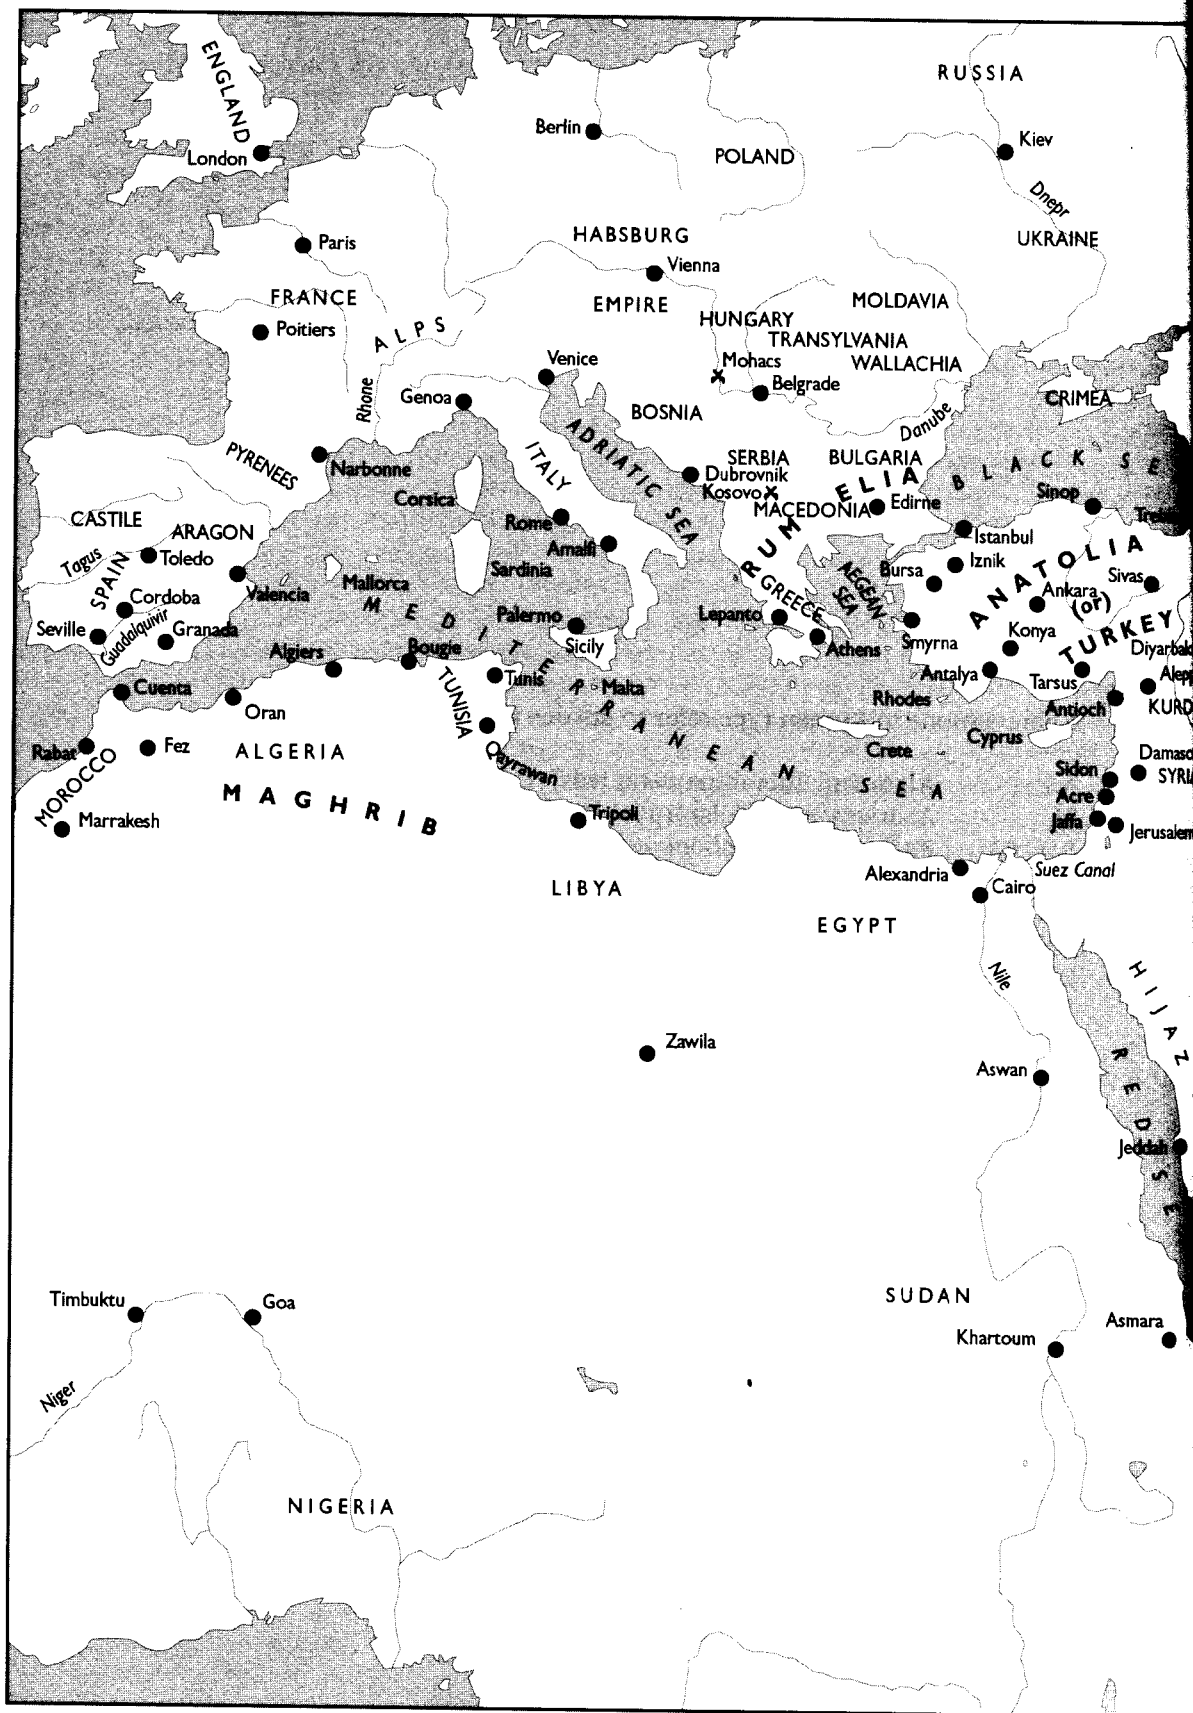 ENGLAND
London
RUSSIA
Berlin
POLAND
Kiev
Dnepr
UKRAINE
Paris
HABSBURG
Vienna
EMPIRE
FRANCE
Poitiers
ALPS
MOLDAVIA
HUNGARY
TRANSYLVANIA
WALLACHIA
Mohacs
Belgrade
Venice
Genoa
Rhone
BOSNIA
CRIMEA
Danube
ADRIATIC SEA
PYRENEES
Narbonne
ITALY
SERBIA
BULGARIA
BLACK SE
Dubrovnik
Kosovo
MACEDONIA
RUMELIA
Edirne
Sinop
Corsica
CASTILE
ARAGON
Rome
Amalfi
Istanbul
Iznik
Bursa
ANATOLIA
(or)
TURKEY
Tagus
Toledo
SPAIN
Valencia
Mallorca
Sardinia
AEGEAN
SEA
Ankara
Sivas
Cordoba
Guadalquivir
Seville
Granada
MEDITERRANEAN SEA
Palermo
Sicily
Lepanto
GREECE
Athens
Smyrna
Konya
Diyarbak
Algiers
Bougie
Tunis
Malta
Rhodes
Antalya
Tarsus
Alep
Antioch
KURD
Cuenta
Oran
TUNISIA
Qayrawan
Crete
Cyprus
Rabat
Fez
ALGERIA
MOROCCO
MAGHRIB
Marrakesh
Tripoli
Damasc
Sidon
SYRI
Acre
Jaffa
Jerusalem
LIBYA
Alexandria
Suez Canal
Cairo
EGYPT
Nile
HIJAZ
Zawila
Aswan
RED SE
Jeddah
Timbuktu
Goa
Niger
SUDAN
Khartoum
Asmara
NIGERIA